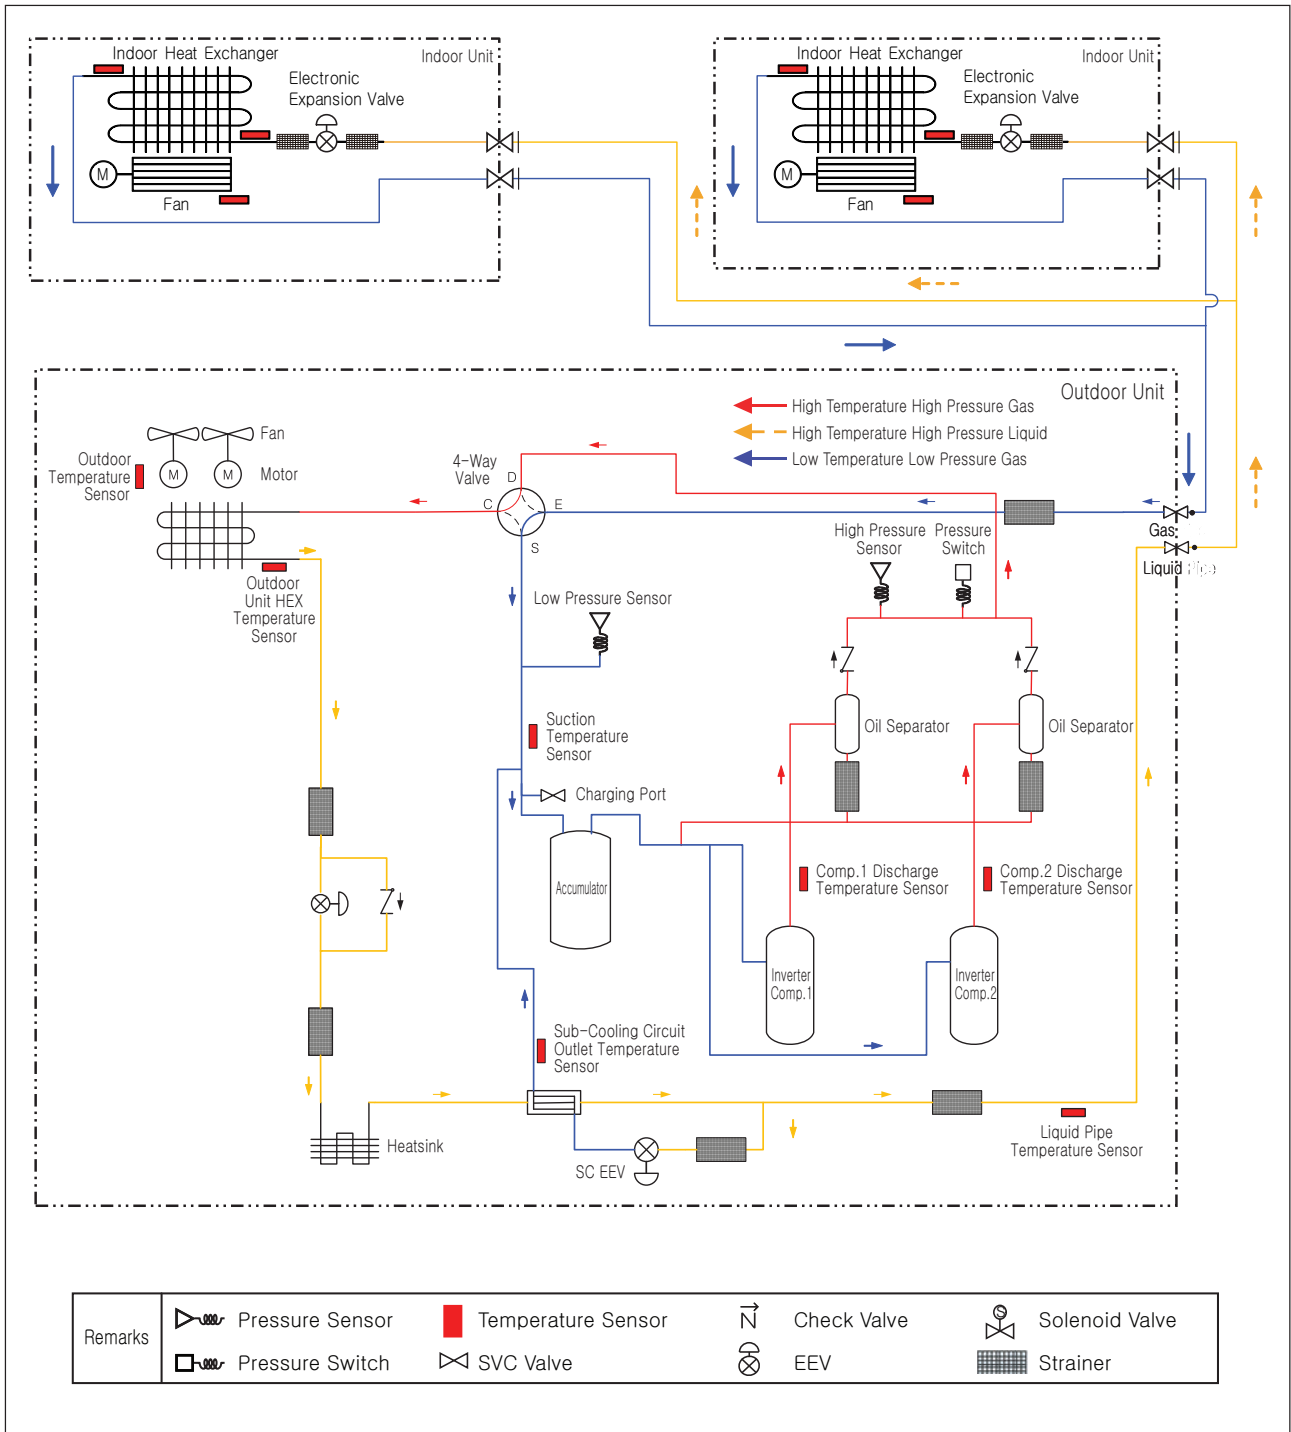 Indoor Heat Exchanger
Indoor Unit
Electronic
Expansion Valve
M
Fan
Indoor Heat Exchanger
Indoor Unit
Electronic
Expansion Valve
M
Fan
Outdoor Unit
High Temperature High Pressure Gas
High Temperature High Pressure Liquid
Low Temperature Low Pressure Gas
Fan
M
M
Motor
Outdoor
Temperature
Sensor
4-Way
Valve
D
C
E
S
High Pressure
Sensor
Pressure
Switch
Gas
Liquid Pipe
Outdoor
Unit HEX
Temperature
Sensor
Low Pressure Sensor
Suction
Temperature
Sensor
Oil Separator
Oil Separator
Charging Port
Accumulator
Comp.1 Discharge
Temperature Sensor
Comp.2 Discharge
Temperature Sensor
Inverter
Comp.1
Inverter
Comp.2
Sub-Cooling Circuit
Outlet Temperature
Sensor
Heatsink
SC EEV
Liquid Pipe
Temperature Sensor
Remarks
Pressure Sensor
Temperature Sensor
N
Check Valve
S
Solenoid Valve
Pressure Switch
SVC Valve
EEV
Strainer